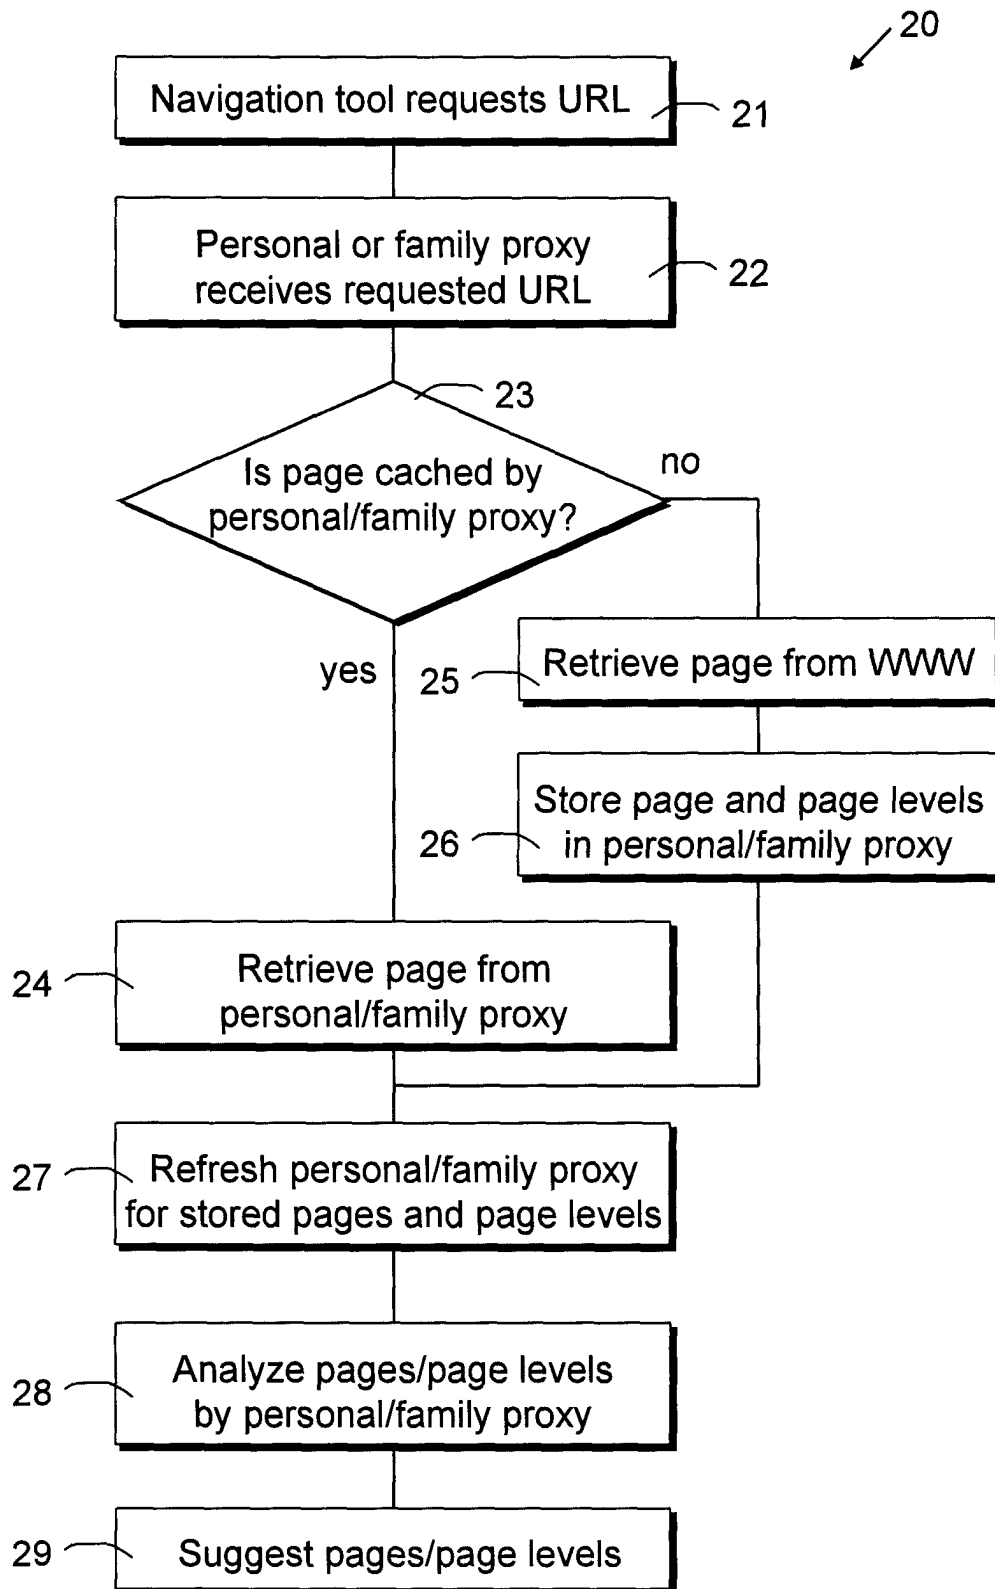 20
Navigation tool requests URL
21
Personal or family proxy
receives requested URL
22
23
Is page cached by
personal/family proxy?
no
yes
Retrieve page from WWW
25
Store page and page levels
in personal/family proxy
26
Retrieve page from
personal/family proxy
24
Refresh personal/family proxy
for stored pages and page levels
27
Analyze pages/page levels
by personal/family proxy
28
Suggest pages/page levels
29